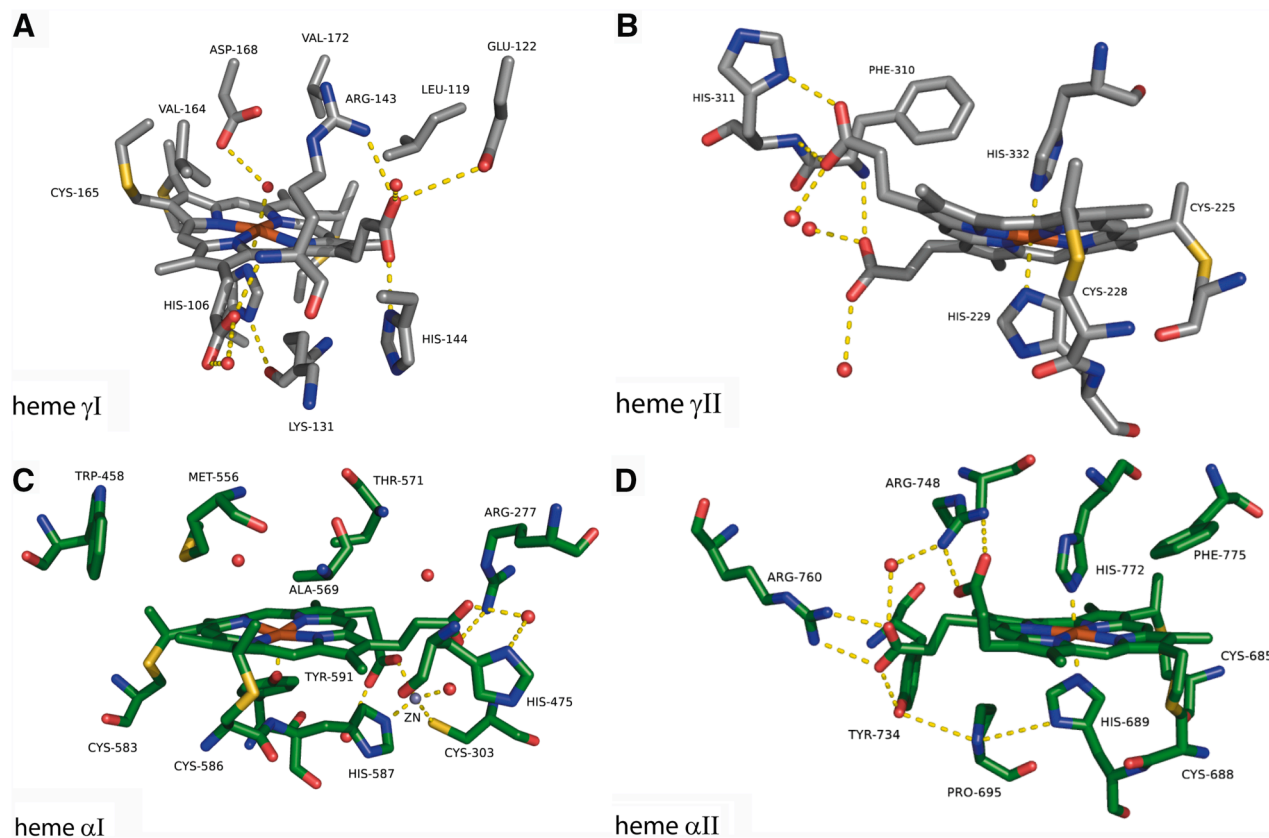 A
ASP-168
VAL-172
GLU-122
VAL-164
ARG-143
LEU-119
CYS-165
HIS-106
HIS-144
LYS-131
heme γI
B
HIS-311
PHE-310
HIS-332
CYS-225
CYS-228
HIS-229
heme γII
C
TRP-458
MET-556
THR-571
ARG-277
ALA-569
TYR-591
HIS-475
ZN
CYS-303
CYS-583
CYS-586
HIS-587
heme αI
D
ARG-748
ARG-760
HIS-772
PHE-775
CYS-685
TYR-734
HIS-689
PRO-695
CYS-688
heme αII